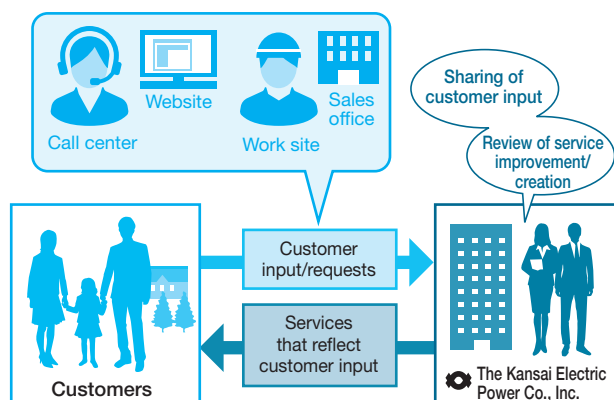 Call center
Website
Work site
Sales
office
Sharing of
customer input
Review of service
improvement/
creation
Customer
input/requests
Services
that reflect
customer input
Customers
The Kansai Electric
Power Co., Inc.